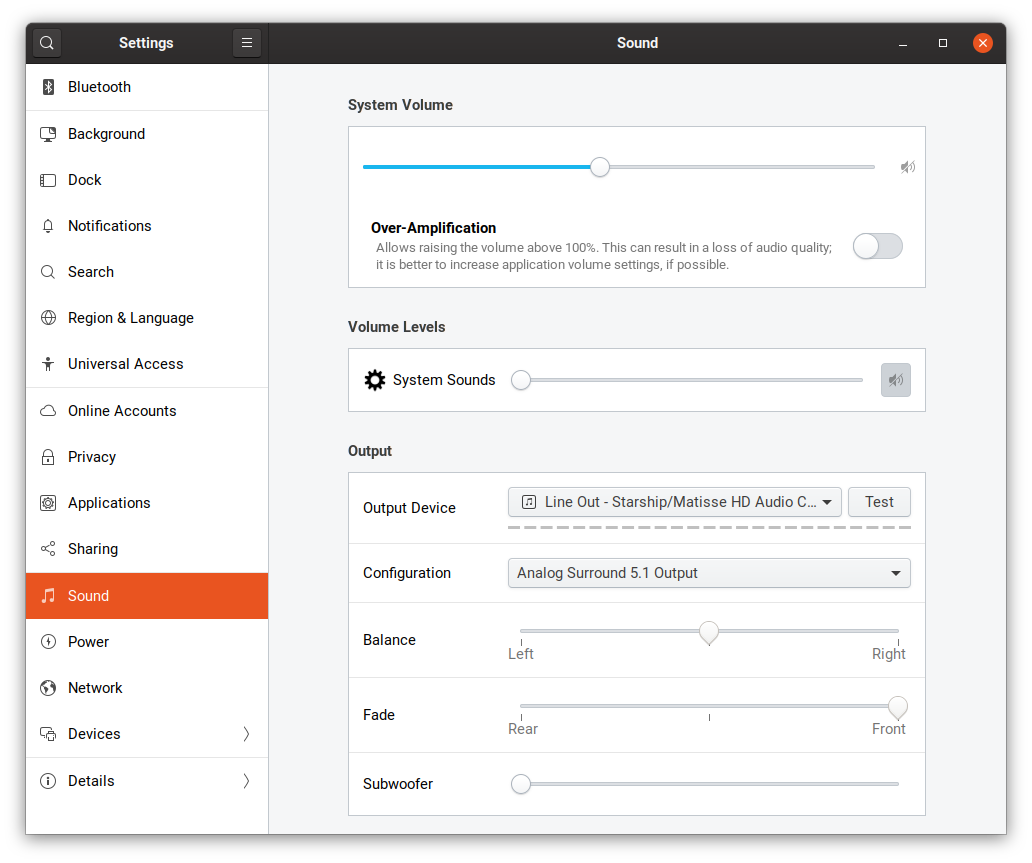 Settings
Sound
Bluetooth
Background
Dock
Notifications
Search
Region & Language
Universal Access
Online Accounts
Privacy
Applications
Sharing
Sound
Power
Network
Devices
Details
System Volume
Over-Amplification
Allows raising the volume above 100%. This can result in a loss of audio quality;
it is better to increase application volume settings, if possible.
Volume Levels
System Sounds
Output
Output Device
Line Out - Starship/Matisse HD Audio C...
Test
Configuration
Analog Surround 5.1 Output
Balance
Left
Right
Fade
Rear
Front
Subwoofer